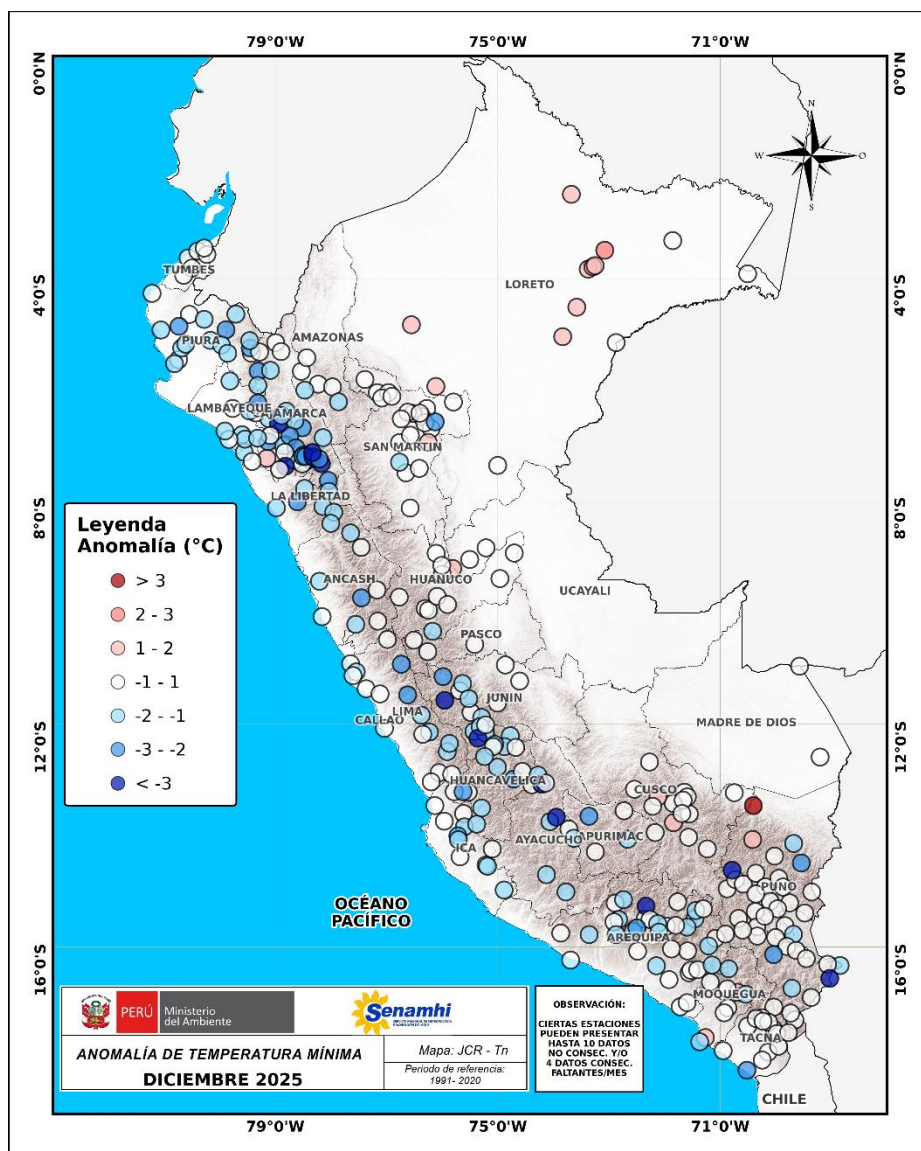 79°0'W 75°0'W 71°0'W
0°0'N 0°0'N
N
W O
S
TUMBES
LORETO
4°S 4°S
PIURA
AMAZONAS
LAMBAYEQUE
CAJAMARCA
SAN MARTIN
LA LIBERTAD
8°0'S 8°0'S
Leyenda
Anomalía (°C)
> 3
2 - 3
1 - 2
-1 - 1
-2 - -1
-3 - -2
< -3
ANCASH
HUANUCO
UCAYALI
PASCO
JUNIN
LIMA
CALLAO
MADRE DE DIOS
12°0'S 12°0'S
HUANCAVELICA
CUSCO
AYACUCHO
APURIMAC
ICA
PUNO
OCÉANO
PACÍFICO
AREQUIPA
16°0'S 16°0'S
MOQUEGUA
TACNA
CHILE
PERÚ
Ministerio
del Ambiente
Senamhi
ANOMALÍA DE TEMPERATURA MÍNIMA
DICIEMBRE 2025
Mapa: JCR - Tn
Periodo de referencia:
1991- 2020
OBSERVACIÓN:
CIERTAS ESTACIONES
PUEDEN PRESENTAR
HASTA 10 DATOS
NO CONSEC. Y/O
4 DATOS CONSEC.
FALTANTES/MES
79°0'W 75°0'W 71°0'W